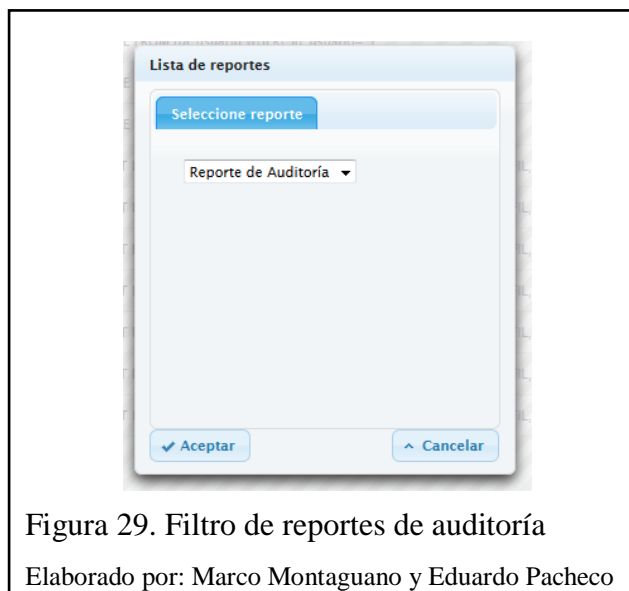 Lista de reportes
Seleccione reporte
Reporte de Auditoría
Aceptar
Cancelar
Figura 29. Filtro de reportes de auditoría
Elaborado por: Marco Montaguano y Eduardo Pacheco